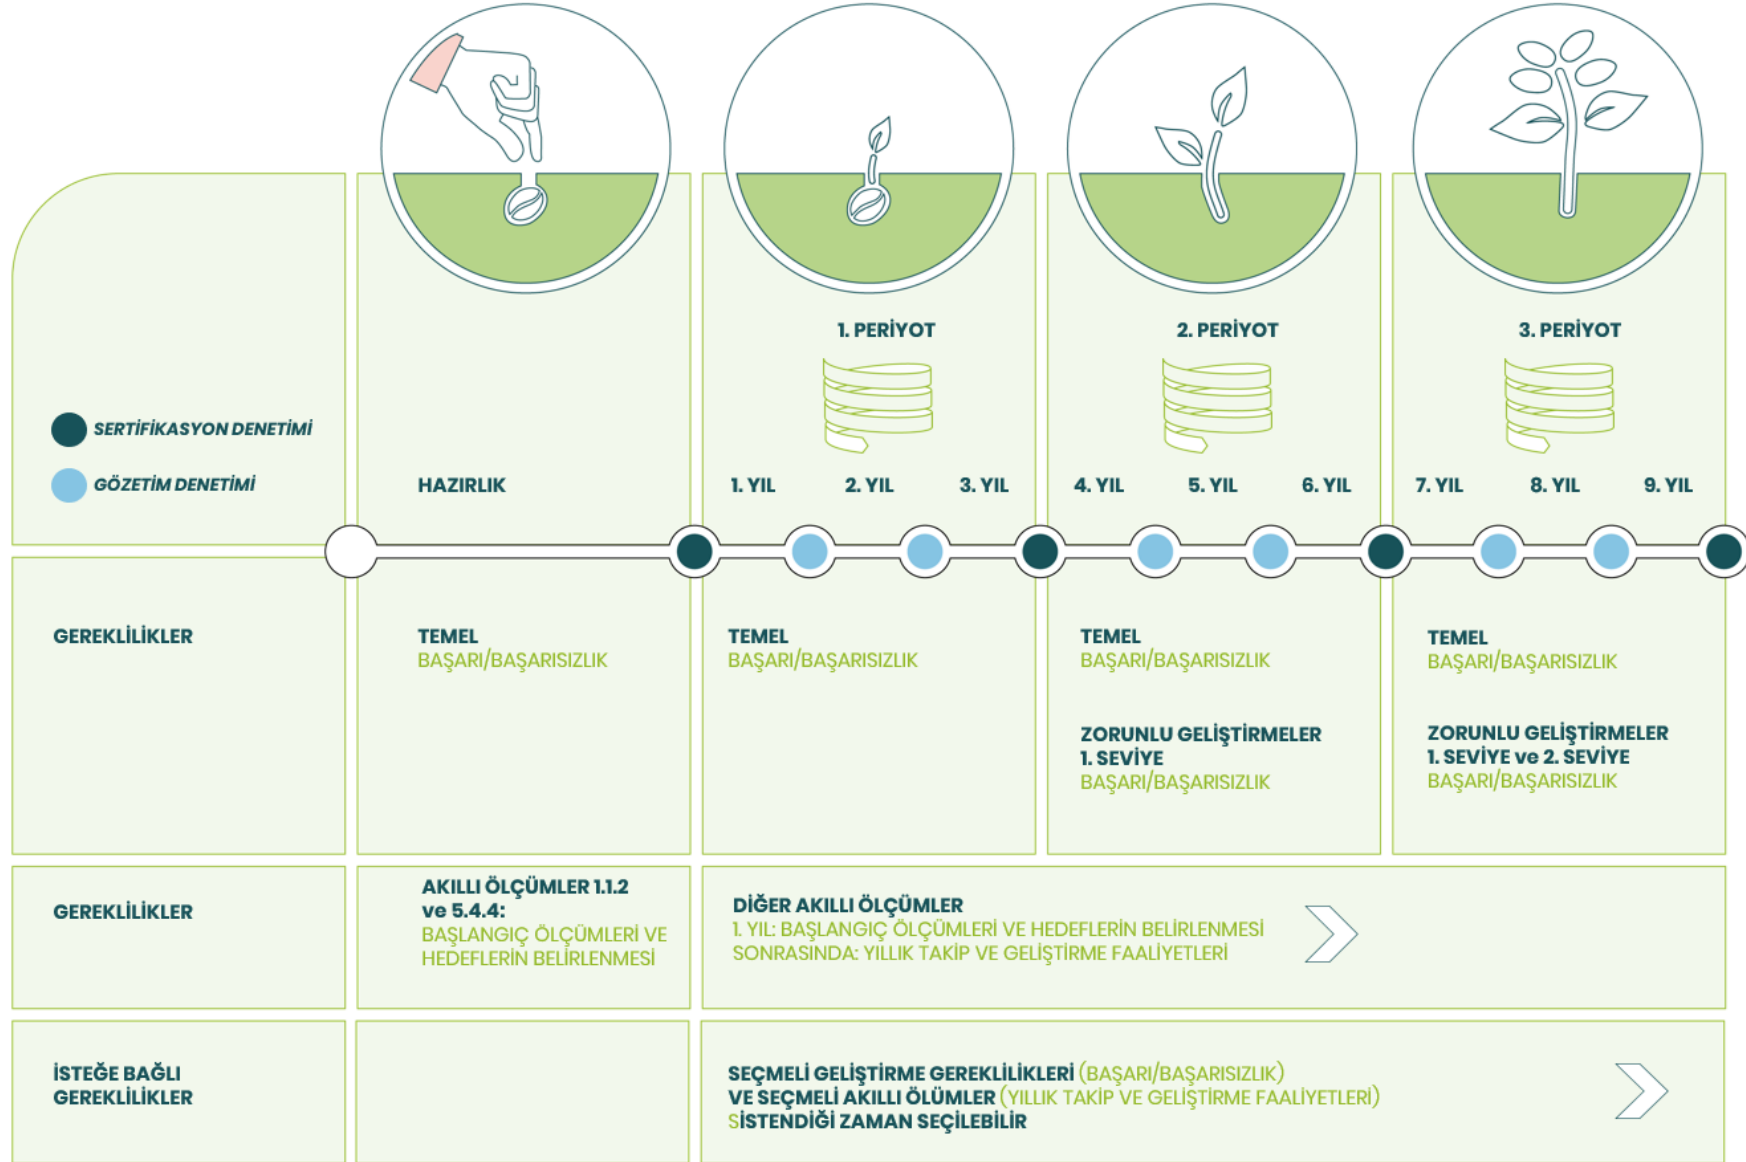 1. PERİYOT
2. PERİYOT
3. PERİYOT
SERTİFİKASYON DENETİMİ
GÖZETİM DENETİMİ
HAZIRLIK
1. YIL
2. YIL
3. YIL
4. YIL
5. YIL
6. YIL
7. YIL
8. YIL
9. YIL
GEREKLİLİKLER
TEMEL
BAŞARI/BAŞARISIZLIK
TEMEL
BAŞARI/BAŞARISIZLIK
TEMEL
BAŞARI/BAŞARISIZLIK
ZORUNLU GELİŞTİRMELER
1. SEVİYE
BAŞARI/BAŞARISIZLIK
TEMEL
BAŞARI/BAŞARISIZLIK
ZORUNLU GELİŞTİRMELER
1. SEVİYE ve 2. SEVİYE
BAŞARI/BAŞARISIZLIK
GEREKLİLİKLER
AKILLI ÖLÇÜMLER 1.1.2
ve 5.4.4:
BAŞLANGIÇ ÖLÇÜMLERİ VE
HEDEFLERİN BELİRLENMESİ
DİĞER AKILLI ÖLÇÜMLER
1. YIL: BAŞLANGIÇ ÖLÇÜMLERİ VE HEDEFLERİN BELİRLENMESİ
SONRASINDA: YILLIK TAKİP VE GELİŞTİRME FAALİYETLERİ
İSTEĞE BAĞLI
GEREKLİLİKLER
SEÇMELİ GELİŞTİRME GEREKLİLİKLERİ (BAŞARI/BAŞARISIZLIK)
VE SEÇMELİ AKILLI ÖLÜMLER (YILLIK TAKİP VE GELİŞTİRME FAALİYETLERİ)
SİSTENDİĞİ ZAMAN SEÇİLEBİLİR